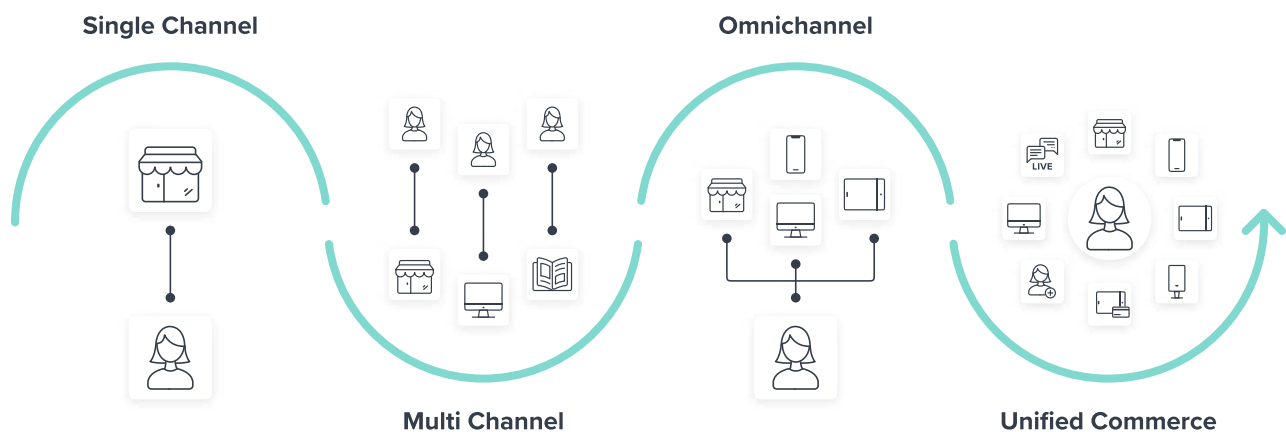 Single Channel
Omnichannel
LIVE
Multi Channel
Unified Commerce